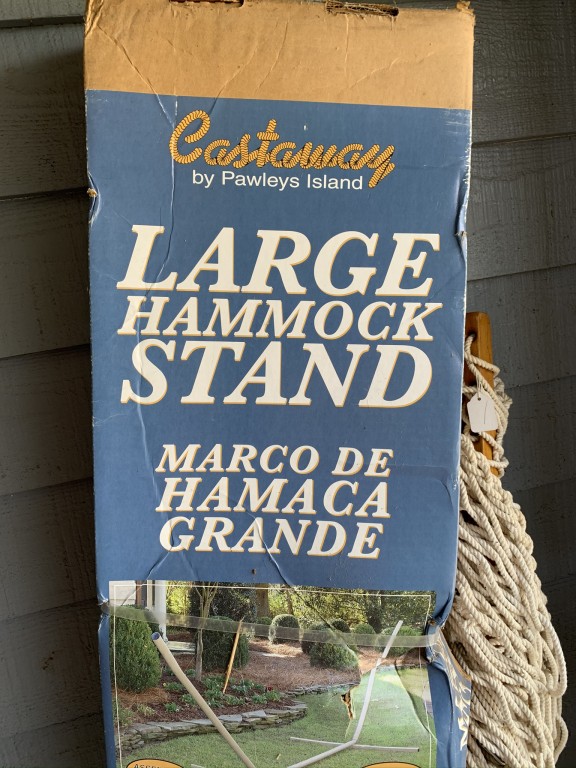 Castaway
by Pawleys Island
LARGE
HAMMOCK
STAND
MARCO DE
HAMACA
GRANDE